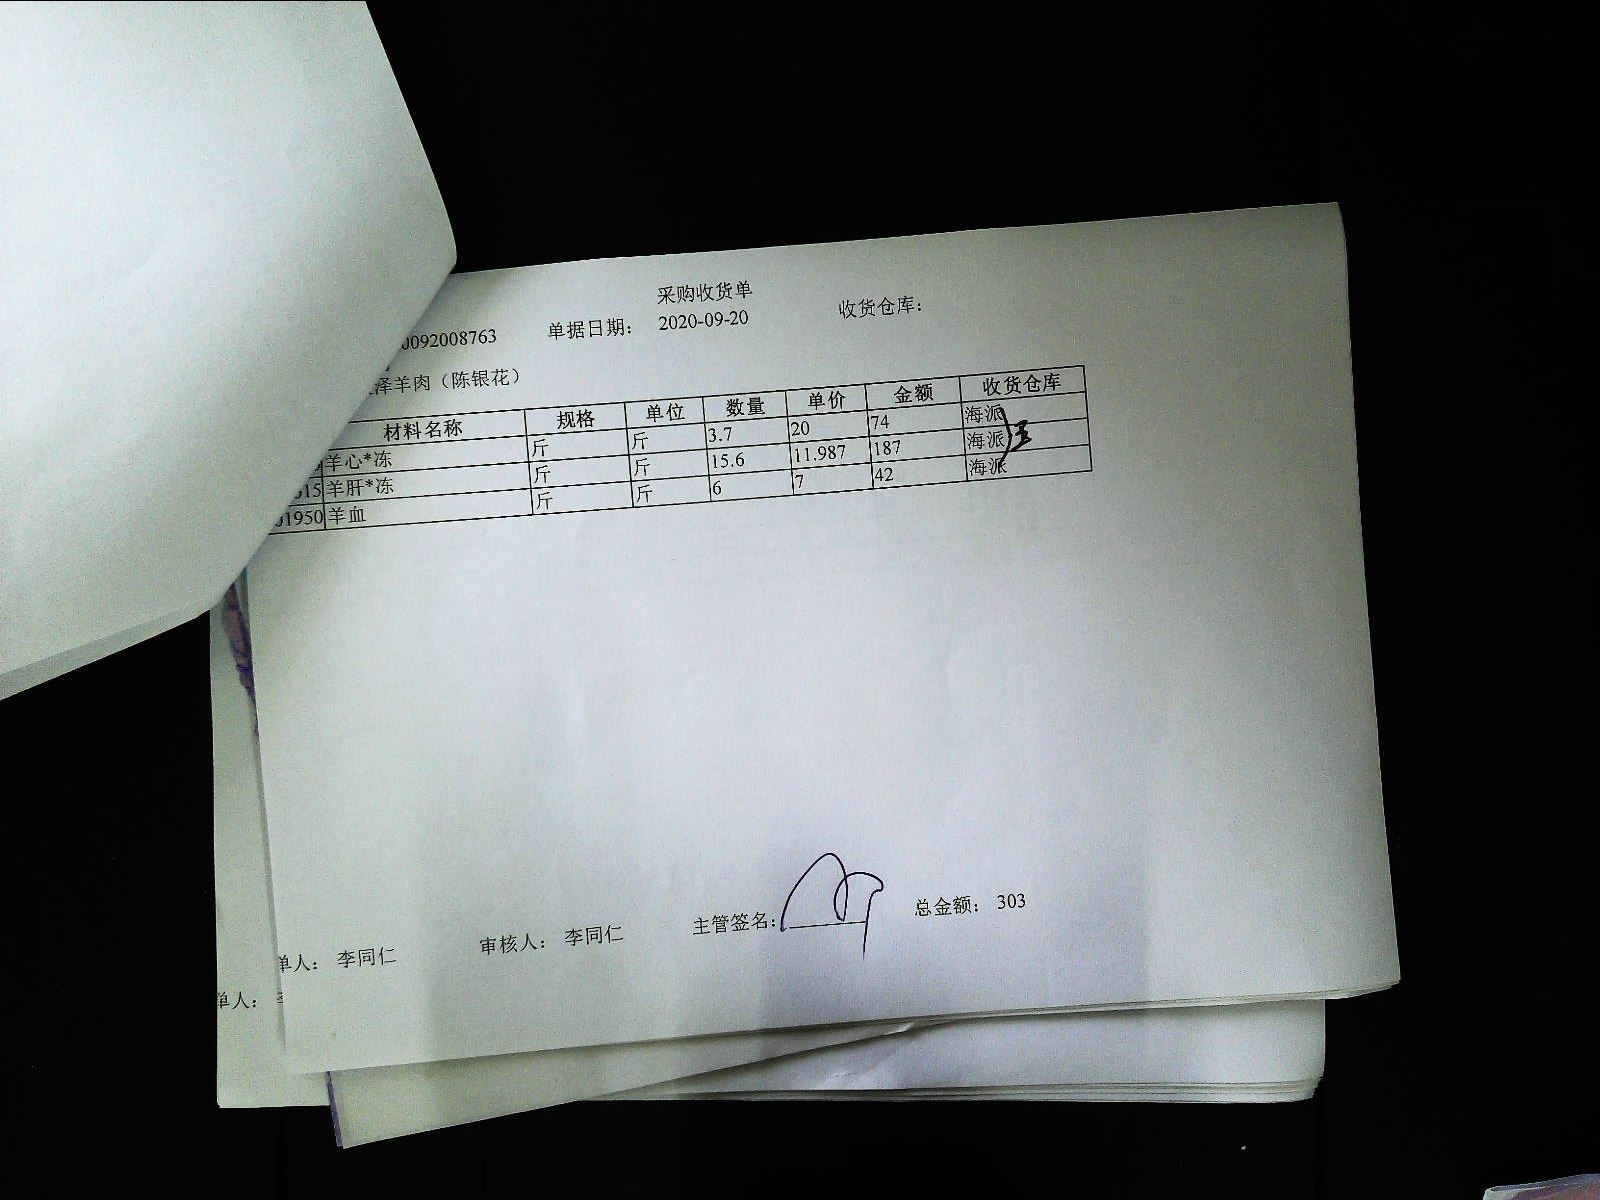 采购收货单
0092008763 单据日期： 2020-09-20 收货仓库：
泽羊肉（陈银花）
材料名称 规格 单位 数量 单价 金额 收货仓库
羊心*冻 斤 斤 3.7 20 74 海派
15 羊肝*冻 斤 斤 15.6 11.987 187 海派
01950 羊血 斤 斤 6 7 42 海派
单人： 李同仁 审核人： 李同仁 主管签名： 总金额： 303
单人：